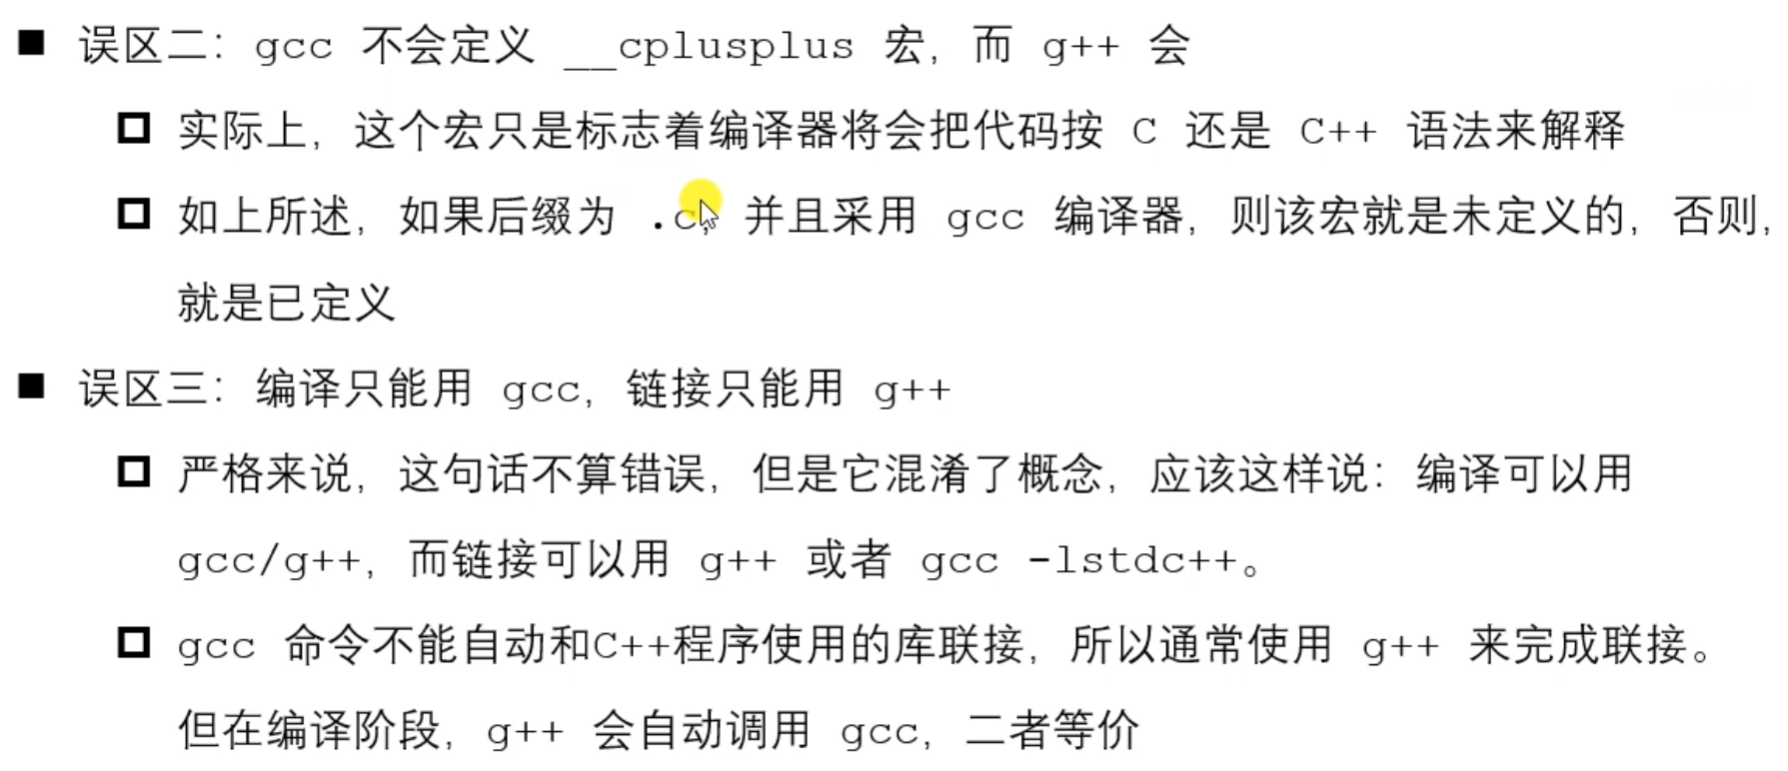 ■ 误区二：gcc 不会定义 __cplusplus 宏，而 g++ 会
实际上，这个宏只是标志着编译器将会把代码按 C 还是 C++ 语法来解释
如上所述，如果后缀为 .c，并且采用 gcc 编译器，则该宏就是未定义的，否则，
就是已定义
■ 误区三：编译只能用 gcc，链接只能用 g++
严格来说，这句话不算错误，但是它混淆了概念，应该这样说：编译可以用
gcc/g++，而链接可以用 g++ 或者 gcc -lstdc++。
gcc 命令不能自动和C++程序使用的库联接，所以通常使用 g++ 来完成联接。
但在编译阶段，g++ 会自动调用 gcc，二者等价